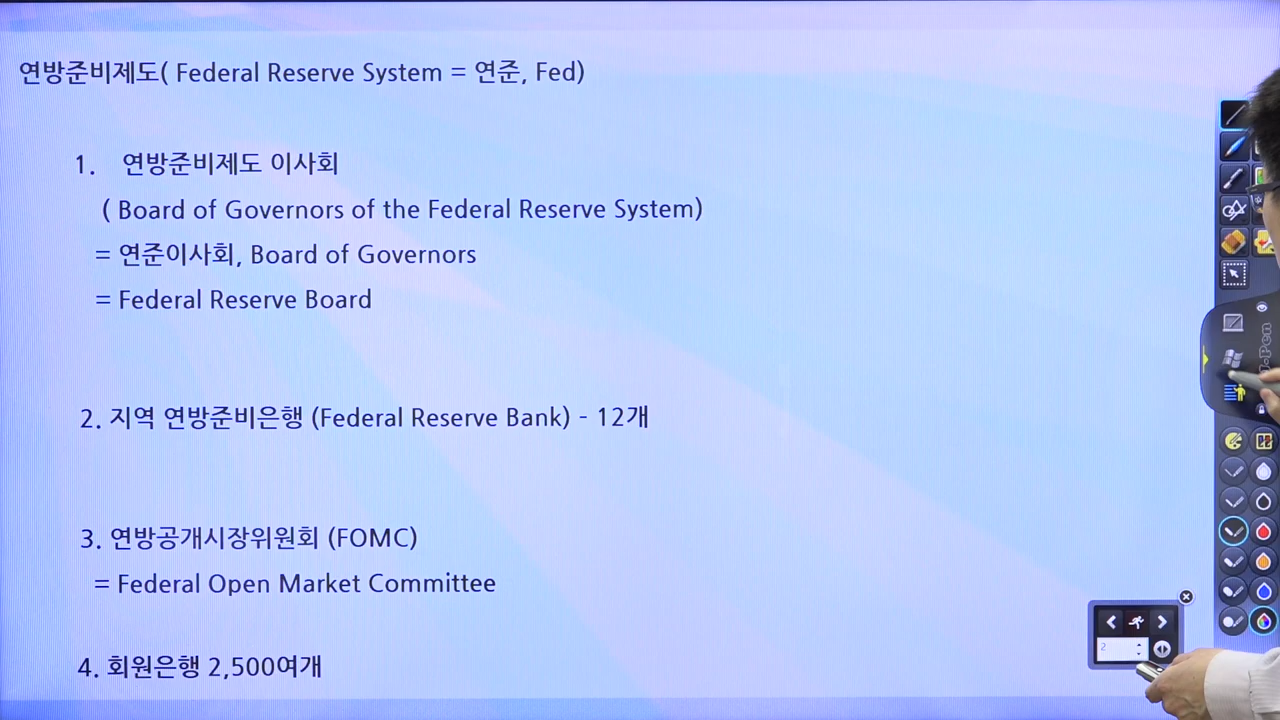 연방준비제도( Federal Reserve System = 연준, Fed)
1. 연방준비제도 이사회
( Board of Governors of the Federal Reserve System)
= 연준이사회, Board of Governors
= Federal Reserve Board
2. 지역 연방준비은행 (Federal Reserve Bank) - 12개
3. 연방공개시장위원회 (FOMC)
= Federal Open Market Committee
4. 회원은행 2,500여개
2